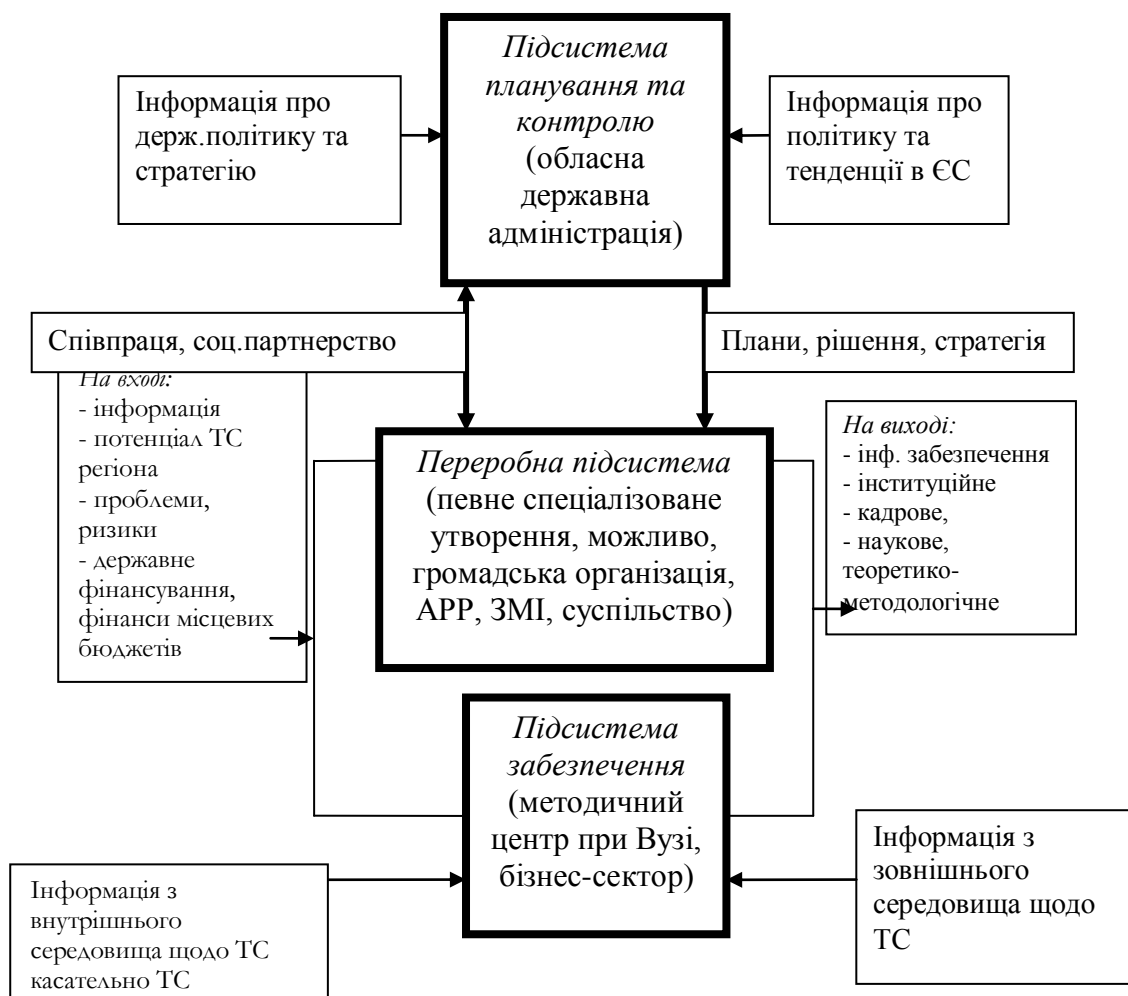 Підсистема
планування та
контролю
(обласна
державна
адміністрація)
Інформація про
держ.політику та
стратегію
Інформація про
політику та
тенденції в ЄС
Співпраця, соц.партнерство
Плани, рішення, стратегія
На вході:
- інформація
- потенціал ТС
регіона
- проблеми,
ризики
- державне
фінансування,
фінанси місцевих
бюджетів
Переробна підсистема
(певне спеціалізоване
утворення, можливо,
громадська організація,
АРР, ЗМІ, суспільство)
На виході:
- інф. забезпечення
- інституційне
- кадрове,
- наукове,
теоретико-
методологічне
Підсистема
забезпечення
(методичний
центр при Вузі,
бізнес-сектор)
Інформація з
внутрішнього
середовища щодо ТС
касательно ТС
Інформація з
зовнішнього
середовища щодо
ТС